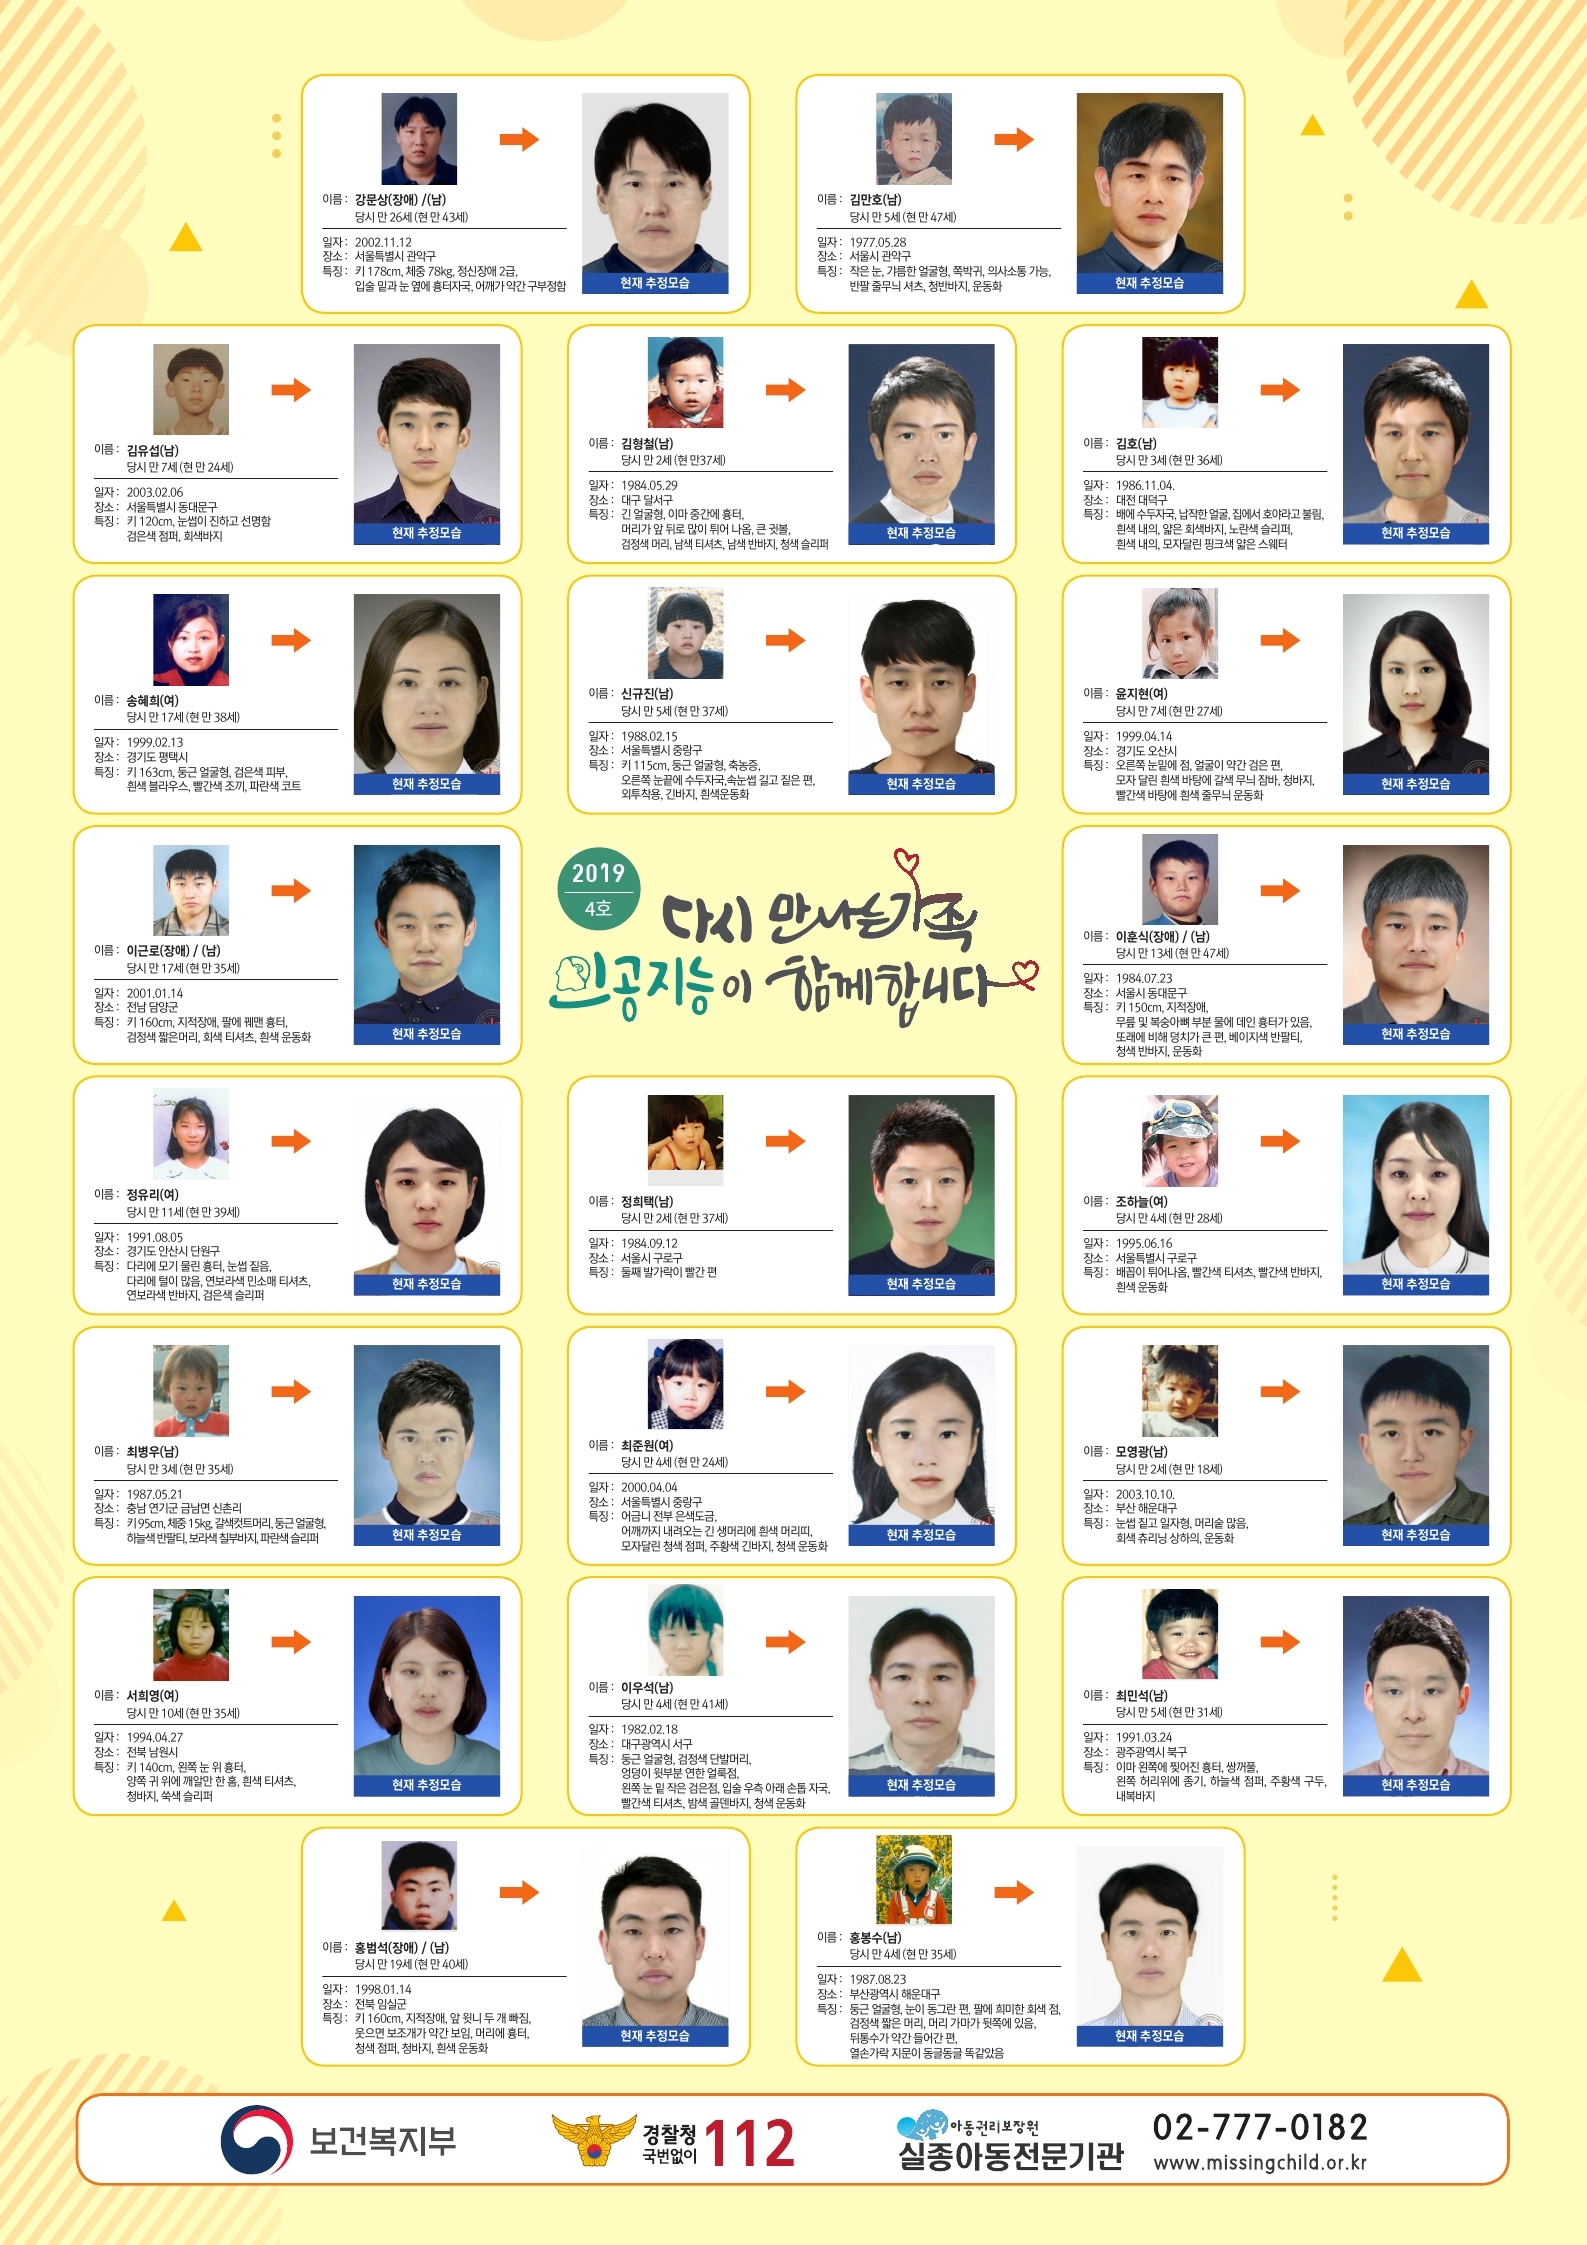 이름 : 강문상(장애) /(남)
당시 만 26세 (현 만 43세)
일자 : 2002.11.12
장소 : 서울특별시 관악구
특징 : 키 178cm, 체중 78kg, 정신장애 2급,
입술 밑과 눈 옆에 흉터자국, 어깨가 약간 구부정함
현재 추정모습
이름 : 김만호(남)
당시 만 5세 (현 만 47세)
일자 : 1977.05.28
장소 : 서울시 관악구
특징 : 작은 눈, 갸름한 얼굴형, 쪽박귀, 의사소통 가능,
반팔 줄무늬 셔츠, 청반바지, 운동화
현재 추정모습
이름 : 김유섭(남)
당시 만 7세 (현 만 24세)
일자 : 2003.02.06
장소 : 서울특별시 동대문구
특징 : 키 120cm, 눈썹이 진하고 선명함
검은색 점퍼, 회색바지
현재 추정모습
이름 : 김형철(남)
당시 만 2세 (현 만37세)
일자 : 1984.05.29
장소 : 대구 달서구
특징 : 긴 얼굴형, 이마 중간에 흉터,
머리가 앞 뒤로 많이 튀어 나옴, 큰 귓볼,
검정색 머리, 남색 티셔츠, 남색 반바지, 청색 슬리퍼
현재 추정모습
이름 : 김호(남)
당시 만 3세 (현 만 36세)
일자 : 1986.11.04.
장소 : 대전 대덕구
특징 : 배에 수두자국, 납작한 얼굴, 집에서 호야라고 불림,
흰색 내의, 얇은 회색바지, 노란색 슬리퍼,
흰색 내의, 모자달린 핑크색 얇은 스웨터
현재 추정모습
이름 : 송혜희(여)
당시 만 17세 (현 만 38세)
일자 : 1999.02.13
장소 : 경기도 평택시
특징 : 키 163cm, 둥근 얼굴형, 검은색 피부,
흰색 블라우스, 빨간색 조끼, 파란색 코트
현재 추정모습
이름 : 신규진(남)
당시 만 5세 (현 만 37세)
일자 : 1988.02.15
장소 : 서울특별시 중랑구
특징 : 키 115cm, 둥근 얼굴형, 축농증,
오른쪽 눈끝에 수두자국,속눈썹 길고 짙은 편,
외투착용, 긴바지, 흰색운동화
현재 추정모습
이름 : 윤지현(여)
당시 만 7세 (현 만 27세)
일자 : 1999.04.14
장소 : 경기도 오산시
특징 : 오른쪽 눈밑에 점, 얼굴이 약간 검은 편,
모자 달린 흰색 바탕에 갈색 무늬 잠바, 청바지,
빨간색 바탕에 흰색 줄무늬 운동화
현재 추정모습
이름 : 이근로(장애) / (남)
당시 만 17세 (현 만 35세)
일자 : 2001.01.14
장소 : 전남 담양군
특징 : 키 160cm, 지적장애, 팔에 꿰맨 흉터,
검정색 짧은머리, 회색 티셔츠, 흰색 운동화
현재 추정모습
2019
4호
다시 만나는 가족
인공지능이 함께합니다
이름 : 이훈식(장애) / (남)
당시 만 13세 (현 만 47세)
일자 : 1984.07.23
장소 : 서울시 동대문구
특징 : 키 150cm, 지적장애,
무릎 및 복숭아뼈 부분 물에 데인 흉터가 있음,
또래에 비해 덩치가 큰 편, 베이지색 반팔티,
청색 반바지, 운동화
현재 추정모습
이름 : 정유리(여)
당시 만 11세 (현 만 39세)
일자 : 1991.08.05
장소 : 경기도 안산시 단원구
특징 : 다리에 모기 물린 흉터, 눈썹 짙음,
다리에 털이 많음, 연보라색 민소매 티셔츠,
연보라색 반바지, 검은색 슬리퍼
현재 추정모습
이름 : 정희택(남)
당시 만 2세 (현 만 37세)
일자 : 1984.09.12
장소 : 서울시 구로구
특징 : 둘째 발가락이 빨간 편
현재 추정모습
이름 : 조하늘(여)
당시 만 4세 (현 만 28세)
일자 : 1995.06.16
장소 : 서울특별시 구로구
특징 : 배꼽이 튀어나옴, 빨간색 티셔츠, 빨간색 반바지,
흰색 운동화
현재 추정모습
이름 : 최병우(남)
당시 만 3세 (현 만 35세)
일자 : 1987.05.21
장소 : 충남 연기군 금남면 신촌리
특징 : 키 95cm, 체중 15kg, 갈색컷트머리, 둥근 얼굴형,
하늘색 반팔티, 보라색 칠부바지, 파란색 슬리퍼
현재 추정모습
이름 : 최준원(여)
당시 만 4세 (현 만 24세)
일자 : 2000.04.04
장소 : 서울특별시 중랑구
특징 : 어금니 전부 은색도금,
어깨까지 내려오는 긴 생머리에 흰색 머리띠,
모자달린 청색 점퍼, 주황색 긴바지, 청색 운동화
현재 추정모습
이름 : 모영광(남)
당시 만 2세 (현 만 18세)
일자 : 2003.10.10.
장소 : 부산 해운대구
특징 : 눈썹 짙고 일자형, 머리숱 많음,
회색 츄리닝 상하의, 운동화
현재 추정모습
이름 : 서희영(여)
당시 만 10세 (현 만 35세)
일자 : 1994.04.27
장소 : 전북 남원시
특징 : 키 140cm, 왼쪽 눈 위 흉터,
양쪽 귀 위에 깨알만 한 홈, 흰색 티셔츠,
청바지, 쑥색 슬리퍼
현재 추정모습
이름 : 이우석(남)
당시 만 4세 (현 만 41세)
일자 : 1982.02.18
장소 : 대구광역시 서구
특징 : 둥근 얼굴형, 검정색 단발머리,
엉덩이 윗부분 연한 얼룩점,
왼쪽 눈 밑 작은 검은점, 입술 우측 아래 손톱 자국,
빨간색 티셔츠, 밤색 골덴바지, 청색 운동화
현재 추정모습
이름 : 최민석(남)
당시 만 5세 (현 만 31세)
일자 : 1991.03.24
장소 : 광주광역시 북구
특징 : 이마 왼쪽에 찢어진 흉터, 쌍꺼풀,
왼쪽 허리위에 종기, 하늘색 점퍼, 주황색 구두,
내복바지
현재 추정모습
이름 : 홍범석(장애) / (남)
당시 만 19세 (현 만 40세)
일자 : 1998.01.14
장소 : 전북 임실군
특징 : 키 160cm, 지적장애, 앞 윗니 두 개 빠짐,
웃으면 보조개가 약간 보임, 머리에 흉터,
청색 점퍼, 청바지, 흰색 운동화
현재 추정모습
이름 : 홍봉수(남)
당시 만 4세 (현 만 35세)
일자 : 1987.08.23
장소 : 부산광역시 해운대구
특징 : 둥근 얼굴형, 눈이 동그란 편, 팔에 희미한 회색 점,
검정색 짧은 머리, 머리 가마가 뒷쪽에 있음,
뒤통수가 약간 들어간 편,
열손가락 지문이 동글동글 똑같았음
현재 추정모습
보건복지부
경찰청
국번없이
112
아동권리보장원
실종아동전문기관
02-777-0182
www.missingchild.or.kr